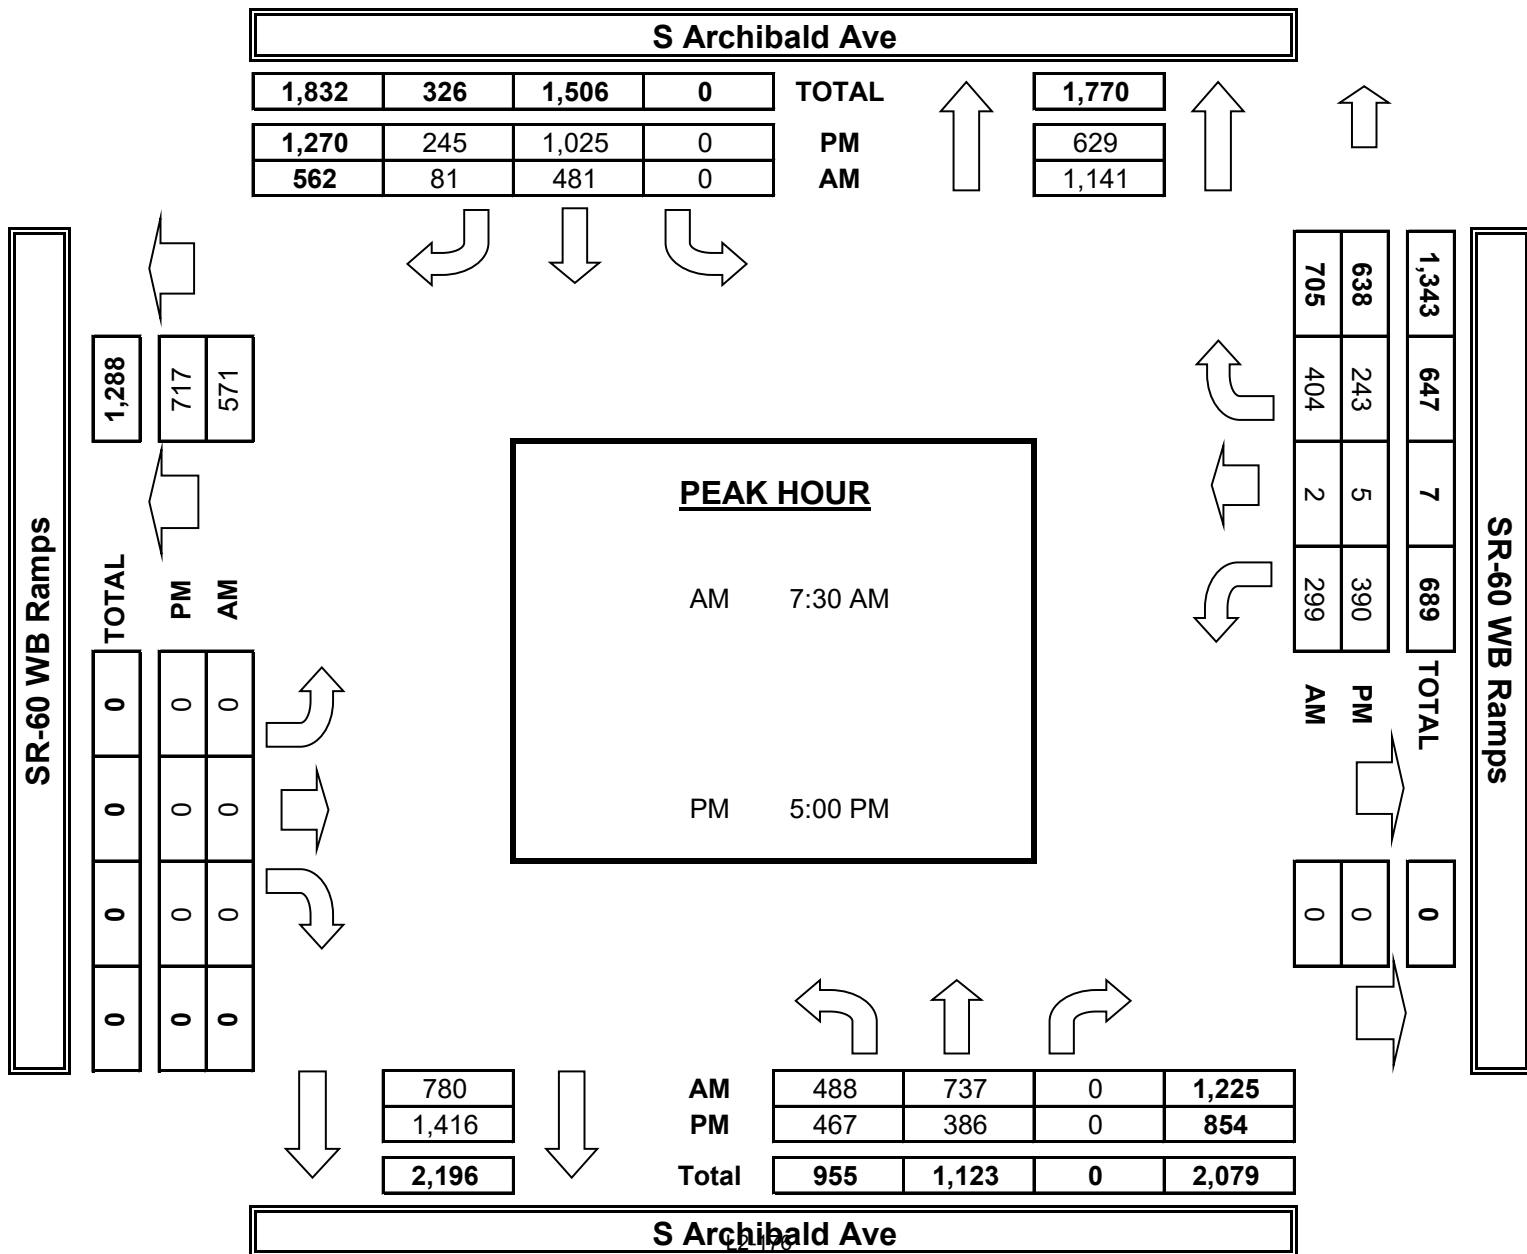 S Archibald Ave
1,832 326 1,506 0 TOTAL 1,770
1,270 245 1,025 0 PM 629
562 81 481 0 AM 1,141
SR-60 WB Ramps
1,288 717 571
TOTAL PM AM
0 0 0
0 0 0
0 0 0
0 0 0
PEAK HOUR
AM 7:30 AM
PM 5:00 PM
705 638 1,343
404 243 647
2 5 7
299 390 689
AM PM TOTAL
0 0 0
SR-60 WB Ramps
780 AM 488 737 0 1,225
1,416 PM 467 386 0 854
2,196 Total 955 1,123 0 2,079
S Archibald Ave
L2-176